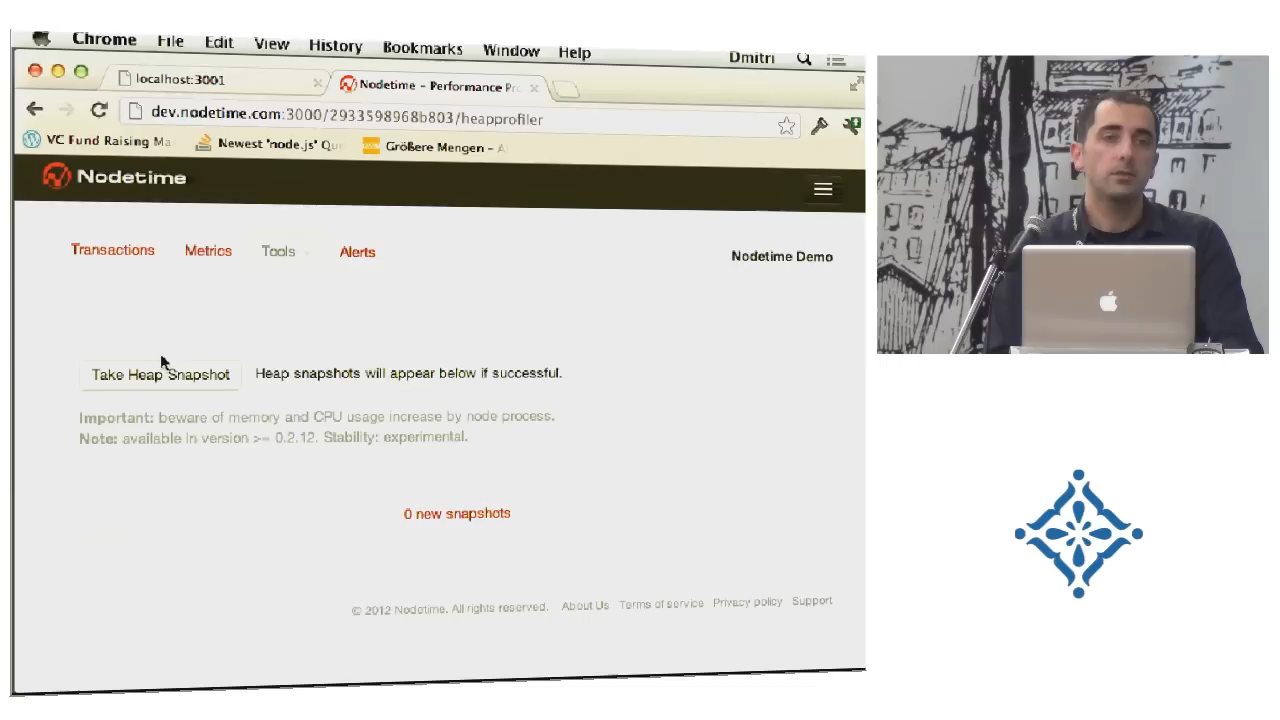 Chrome File Edit View History Bookmarks Window Help Dmitri
localhost:3001
Nodetime - Performance Pr
dev.nodetime.com:3000/2933598968b803/heapprofiler
VC Fund Raising Ma
Newest 'node.js' Qu
Größere Mengen -
Nodetime
Transactions Metrics Tools Alerts
Nodetime Demo
Take Heap Snapshot
Heap snapshots will appear below if successful.
Important: beware of memory and CPU usage increase by node process.
Note: available in version >= 0.2.12. Stability: experimental.
0 new snapshots
© 2012 Nodetime. All rights reserved. About Us Terms of service Privacy policy Support